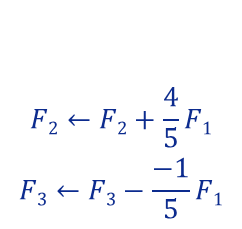 F₂ ← F₂ + 4/5 F₁
F₃ ← F₃ − −1/5 F₁